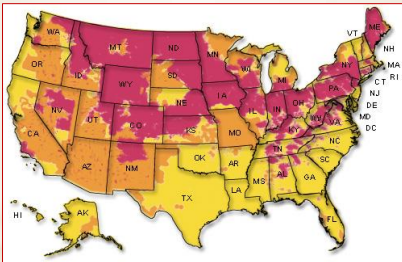 WA
MT
ND
MN
VT
ME
NH
MA
RI
CT
NJ
DE
MD
DC
OR
ID
WY
SD
WI
MI
NY
PA
IA
NE
NV
UT
CO
KS
MO
IL
IN
OH
WV
VA
KY
CA
AZ
NM
OK
AR
TN
NC
SC
TX
LA
MS
AL
GA
FL
HI
AK